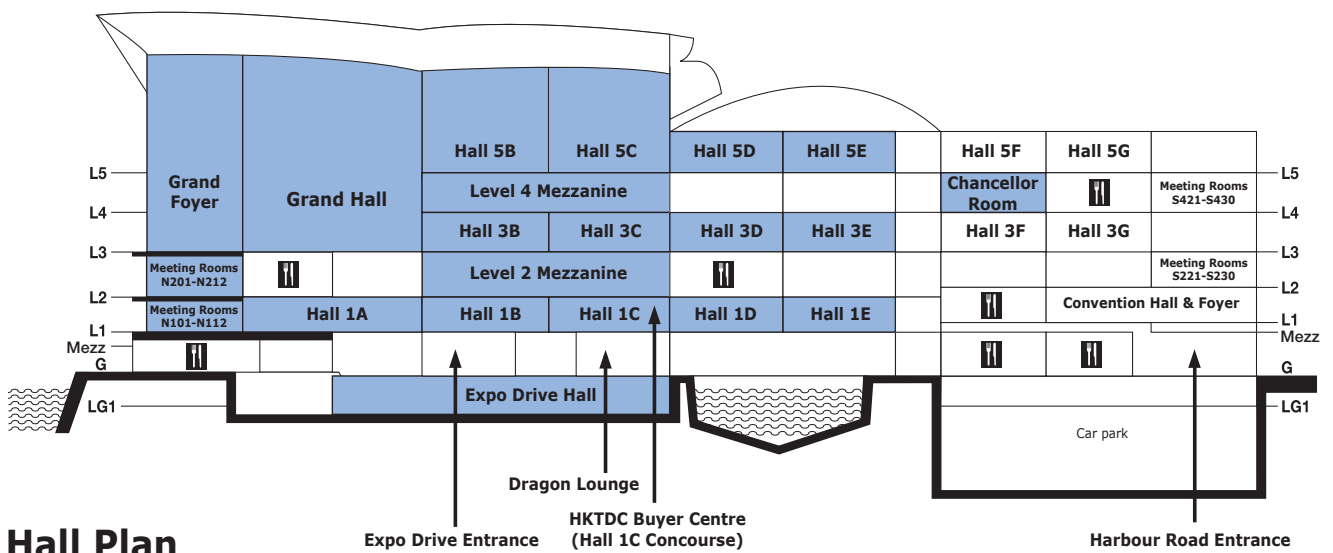 Hall 5B
Hall 5C
Hall 5D
Hall 5E
Hall 5F
Hall 5G
L5
L5
Grand
Foyer
Grand Hall
Level 4 Mezzanine
Chancellor
Room
Meeting Rooms
S421-S430
L4
L4
Hall 3B
Hall 3C
Hall 3D
Hall 3E
Hall 3F
Hall 3G
L3
L3
Meeting Rooms
N201-N212
Level 2 Mezzanine
Meeting Rooms
S221-S230
L2
L2
Meeting Rooms
N101-N112
Hall 1A
Hall 1B
Hall 1C
Hall 1D
Hall 1E
Convention Hall & Foyer
L1
L1
Mezz
Mezz
G
G
Expo Drive Hall
LG1
LG1
Car park
Dragon Lounge
HKTDC Buyer Centre
(Hall 1C Concourse)
Expo Drive Entrance
Harbour Road Entrance
Hall Plan